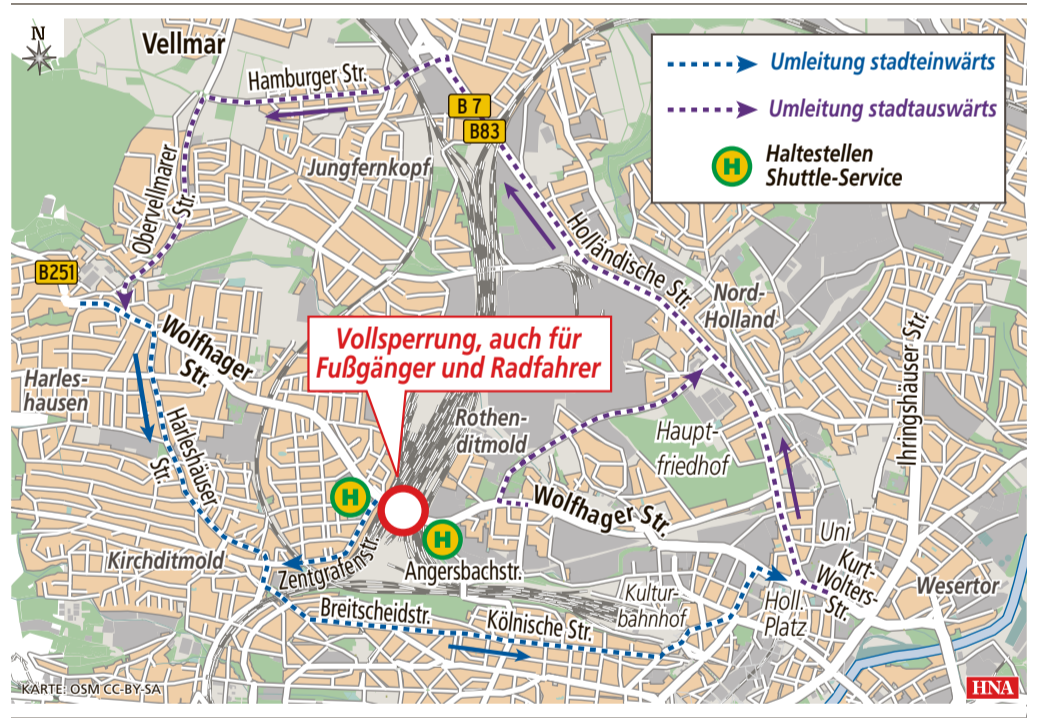 N
Vellmar
Hamburger Str.
B 7
B83
Umleitung stadteinwärts
Umleitung stadtauswärts
H
Haltestellen
Shuttle-Service
Jungfernkopf
Obervellmarer
Str.
B251
Holländische Str.
Nord-
Holland
Ihringshäuser Str.
Wolfhager
Str.
Vollsperrung, auch für
Fußgänger und Radfahrer
Harles-
hausen
Harleshäuser
Str.
Rothen-
ditmold
Haupt-
friedhof
H
H
Wolfhager Str.
Kirchditmold
Zentgrafenstr.
Angersbachstr.
Uni
Kurt-
Wolters-
Str.
Wesertor
Holl.
Platz
Kultur-
bahnhof
Breitscheidstr.
Kölnische Str.
KARTE: OSM CC-BY-SA
HNA